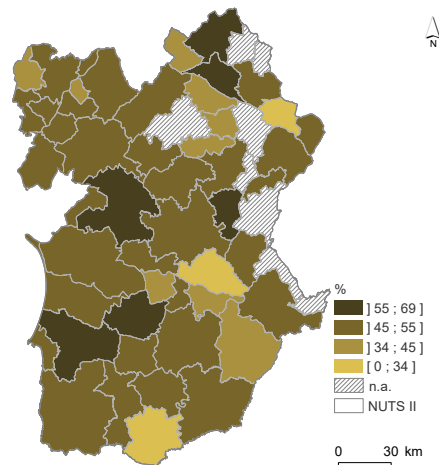 N
%
] 55 ; 69 ]
] 45 ; 55 ]
] 34 ; 45 ]
[ 0 ; 34 ]
n.a.
NUTS II
0 30 km